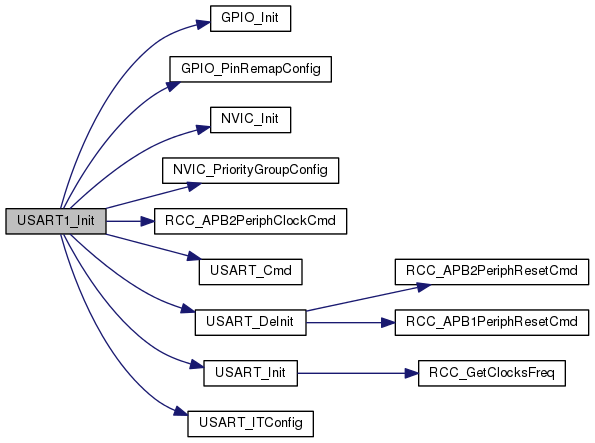 GPIO_Init
GPIO_PinRemapConfig
NVIC_Init
NVIC_PriorityGroupConfig
USART1_Init
RCC_APB2PeriphClockCmd
USART_Cmd
RCC_APB2PeriphResetCmd
USART_DeInit
RCC_APB1PeriphResetCmd
USART_Init
RCC_GetClocksFreq
USART_ITConfig